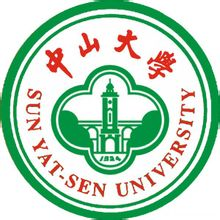 中山大學
SUN YAT-SEN UNIVERSITY
1924